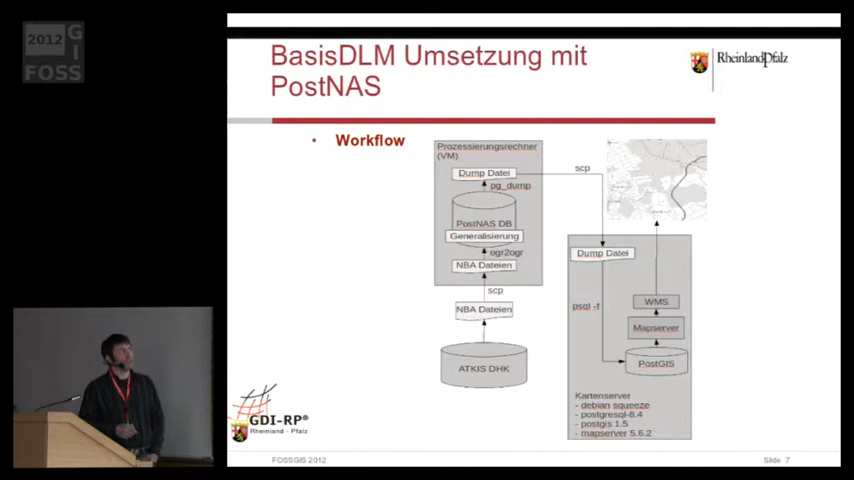 2012
GI
FOSS
BasisDLM Umsetzung mit
PostNAS
RheinlandPfalz
• Workflow
Prozessierungsrechner
(VM)
Dump Datei
pg_dump
PostNAS DB
Generalisierung
ogr2ogr
NBA Dateien
scp
NBA Dateien
ATKIS DHK
scp
Dump Datei
psql -f
WMS
Mapserver
PostGIS
Kartenserver
- debian squeeze
- postgresql-8.4
- postgis 1.5
- mapserver 5.6.2
GDI-RP®
Rheinland - Pfalz
FOSSGIS 2012
Slide 7